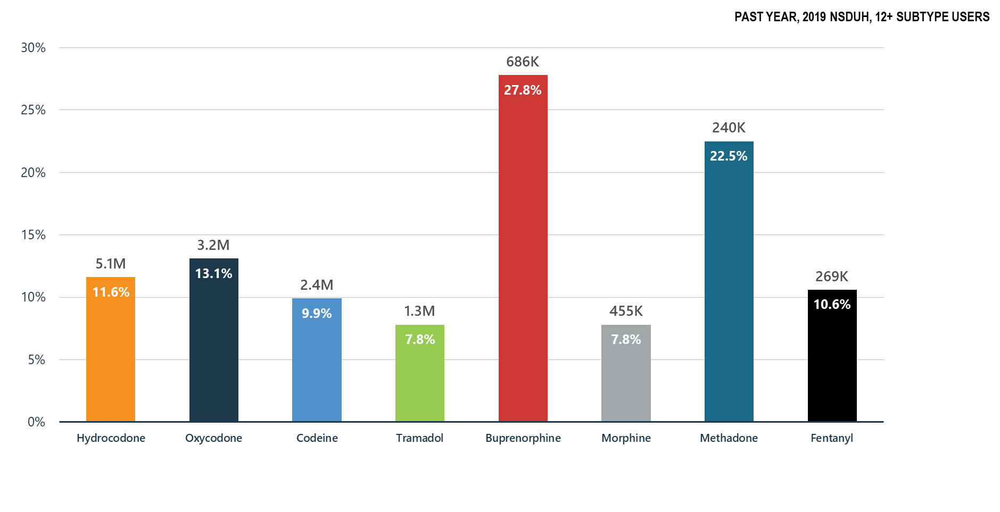 PAST YEAR, 2019 NSDUH, 12+ SUBTYPE USERS
30%
25%
20%
15%
10%
5%
0%
5.1M
11.6%
3.2M
13.1%
2.4M
9.9%
1.3M
7.8%
686K
27.8%
455K
7.8%
240K
22.5%
269K
10.6%
Hydrocodone
Oxycodone
Codeine
Tramadol
Buprenorphine
Morphine
Methadone
Fentanyl